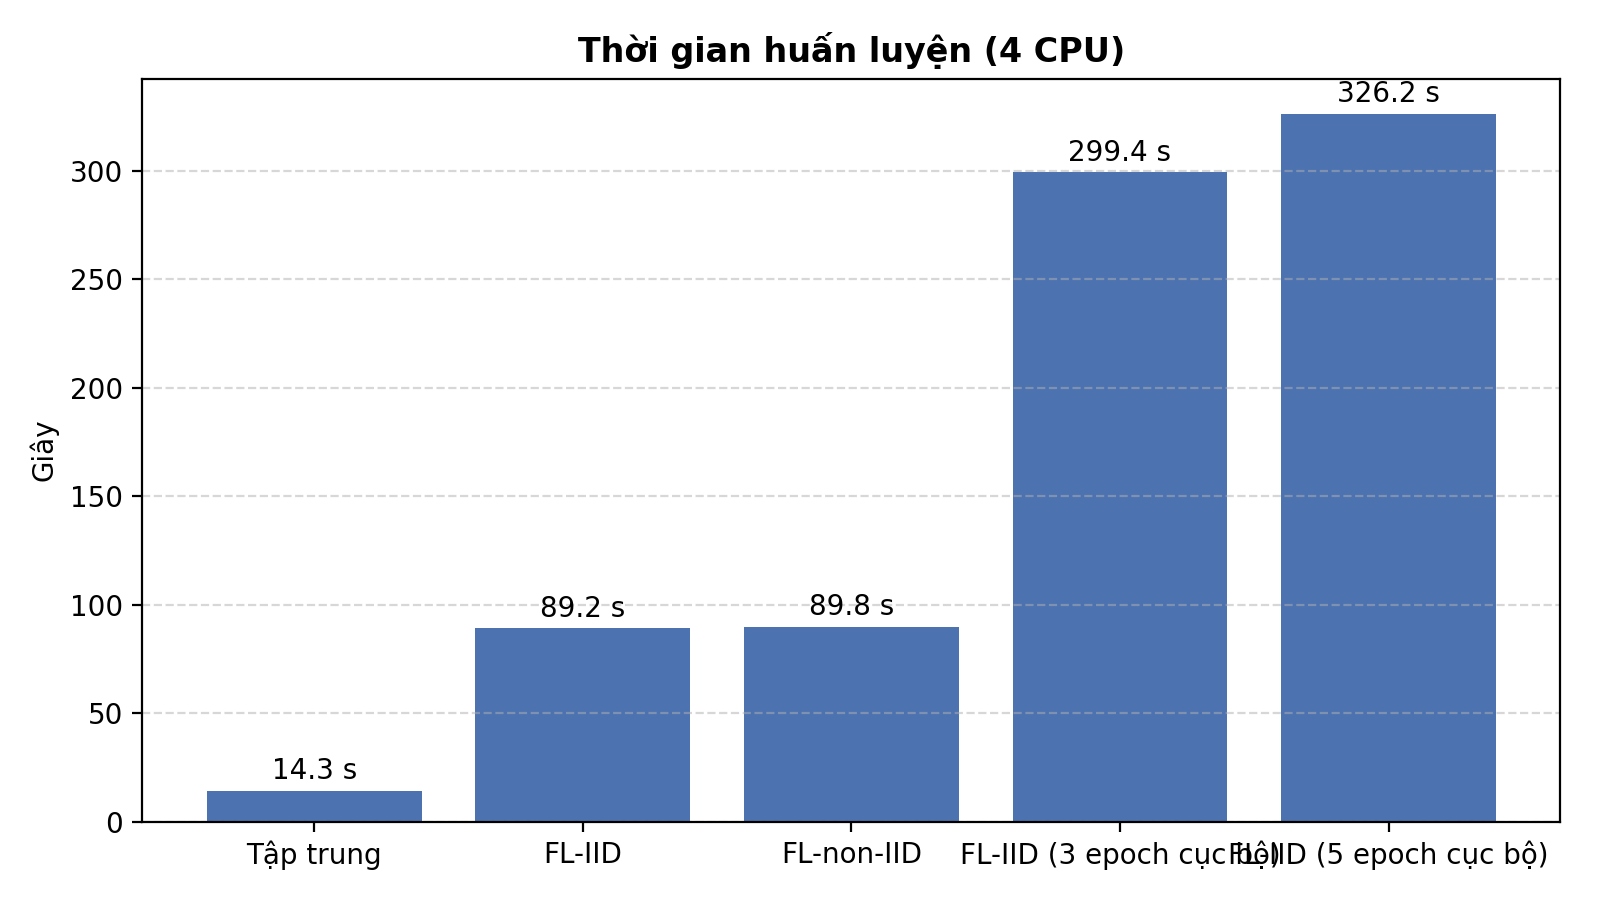 Thời gian huấn luyện (4 CPU)
Giây
300
250
200
150
100
50
0
14.3 s
89.2 s
89.8 s
299.4 s
326.2 s
Tập trung
FL-IID
FL-non-IID
FL-IID (3 epoch cục bộ)
FL-IID (5 epoch cục bộ)